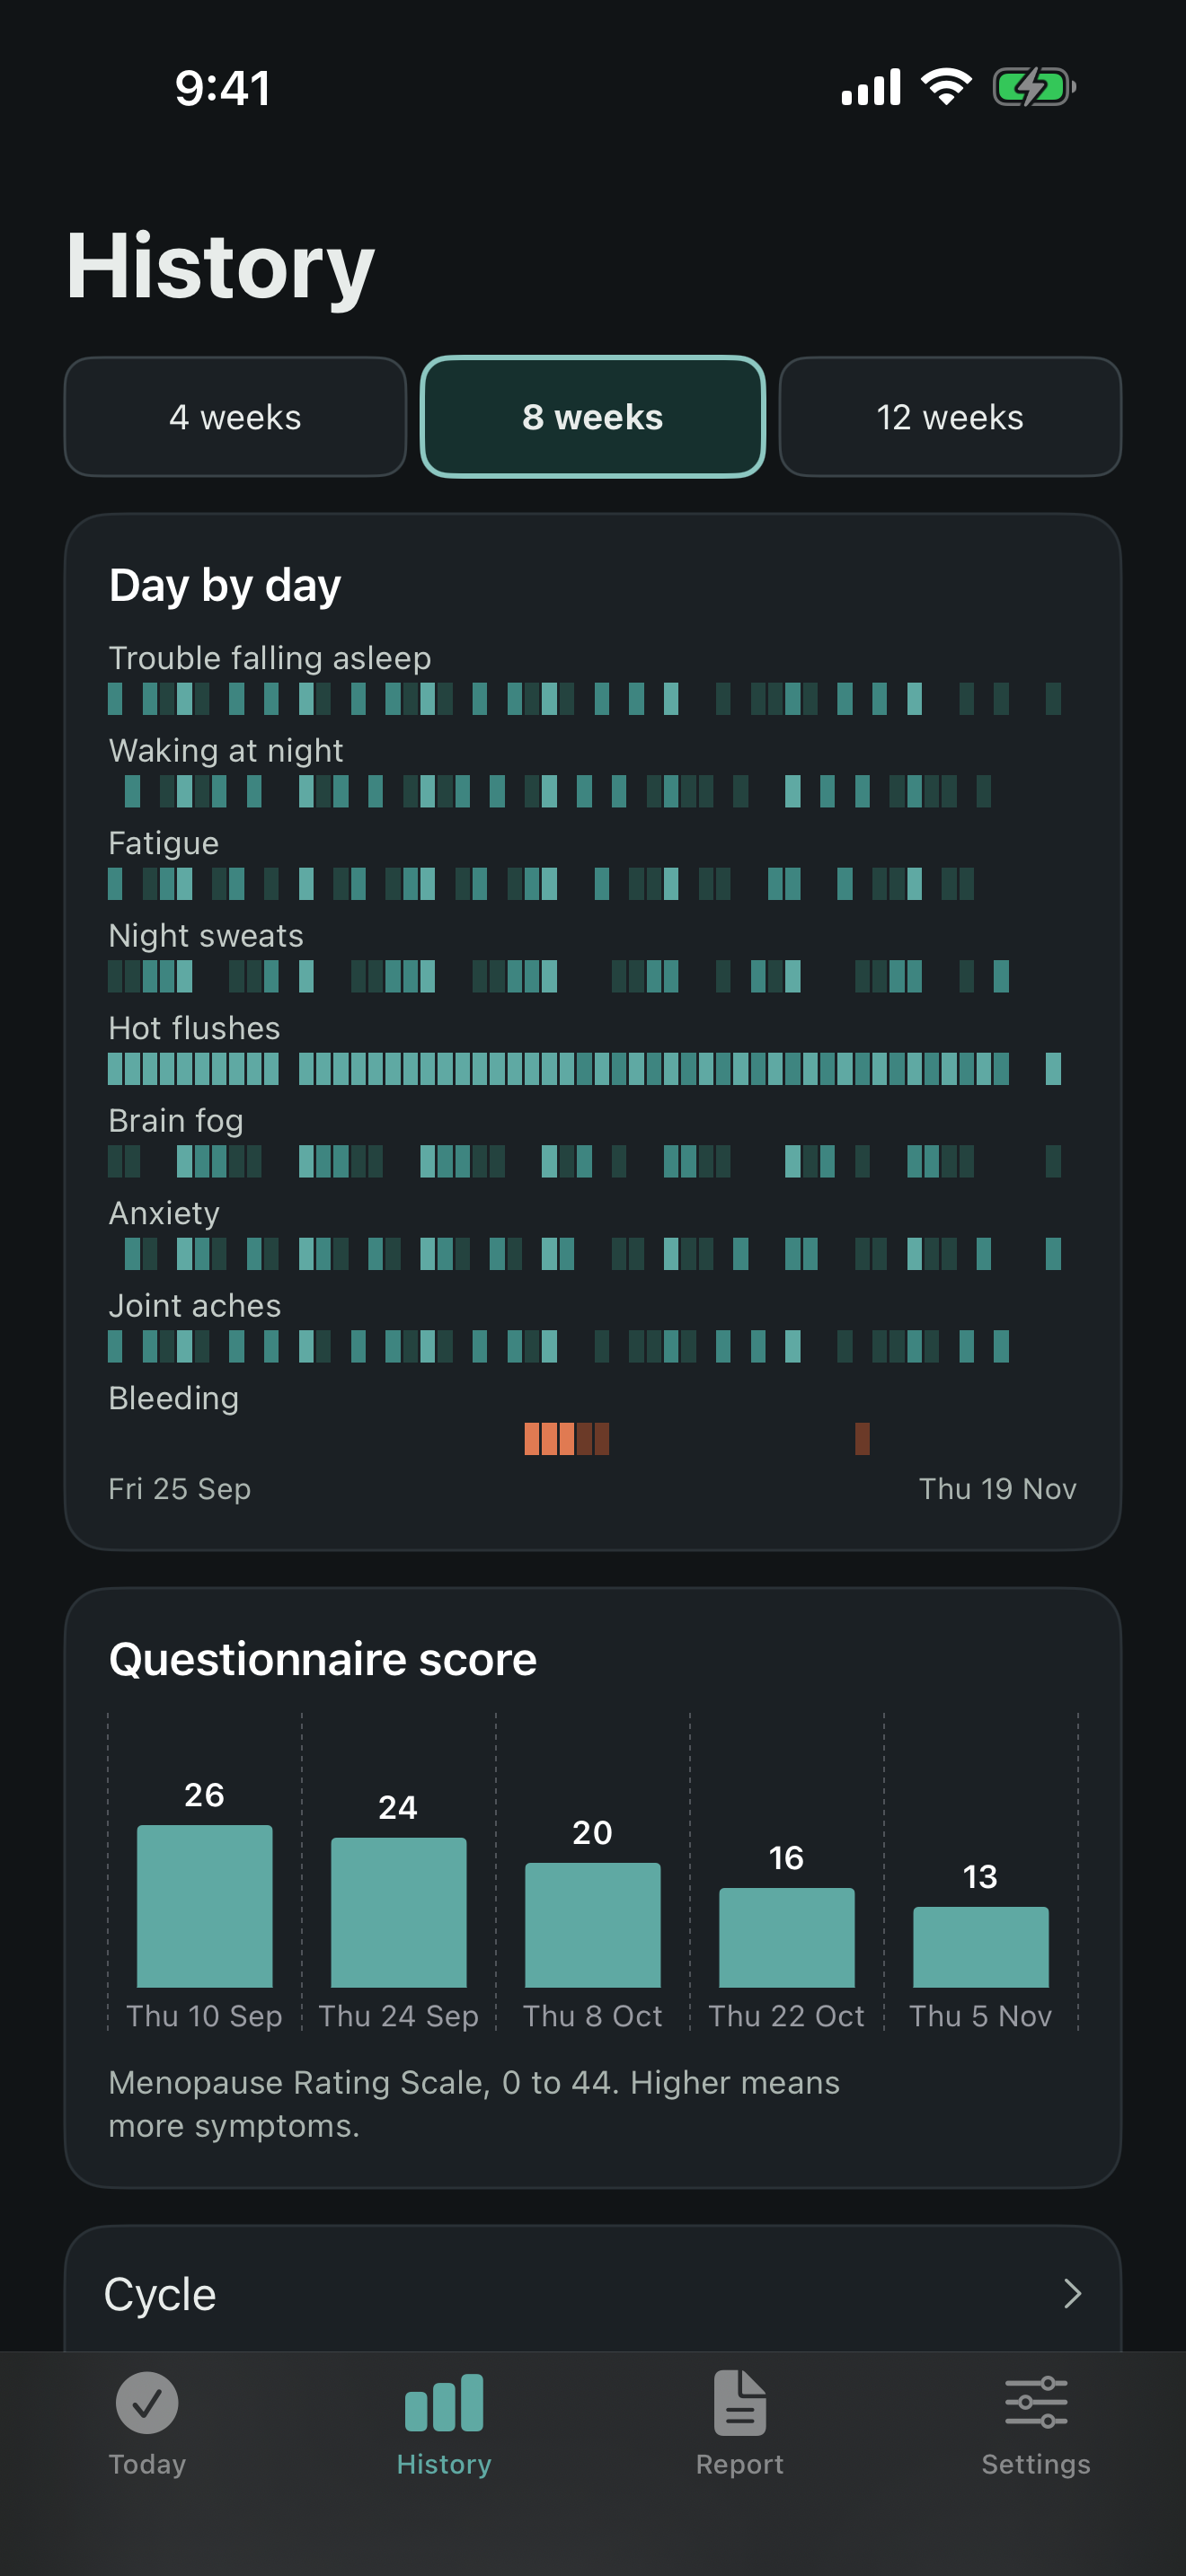 9:41
History
4 weeks
8 weeks
12 weeks
Day by day
Trouble falling asleep
Waking at night
Fatigue
Night sweats
Hot flushes
Brain fog
Anxiety
Joint aches
Bleeding
Fri 25 Sep
Thu 19 Nov
Questionnaire score
26
24
20
16
13
Thu 10 Sep
Thu 24 Sep
Thu 8 Oct
Thu 22 Oct
Thu 5 Nov
Menopause Rating Scale, 0 to 44. Higher means
more symptoms.
Cycle
Today
History
Report
Settings